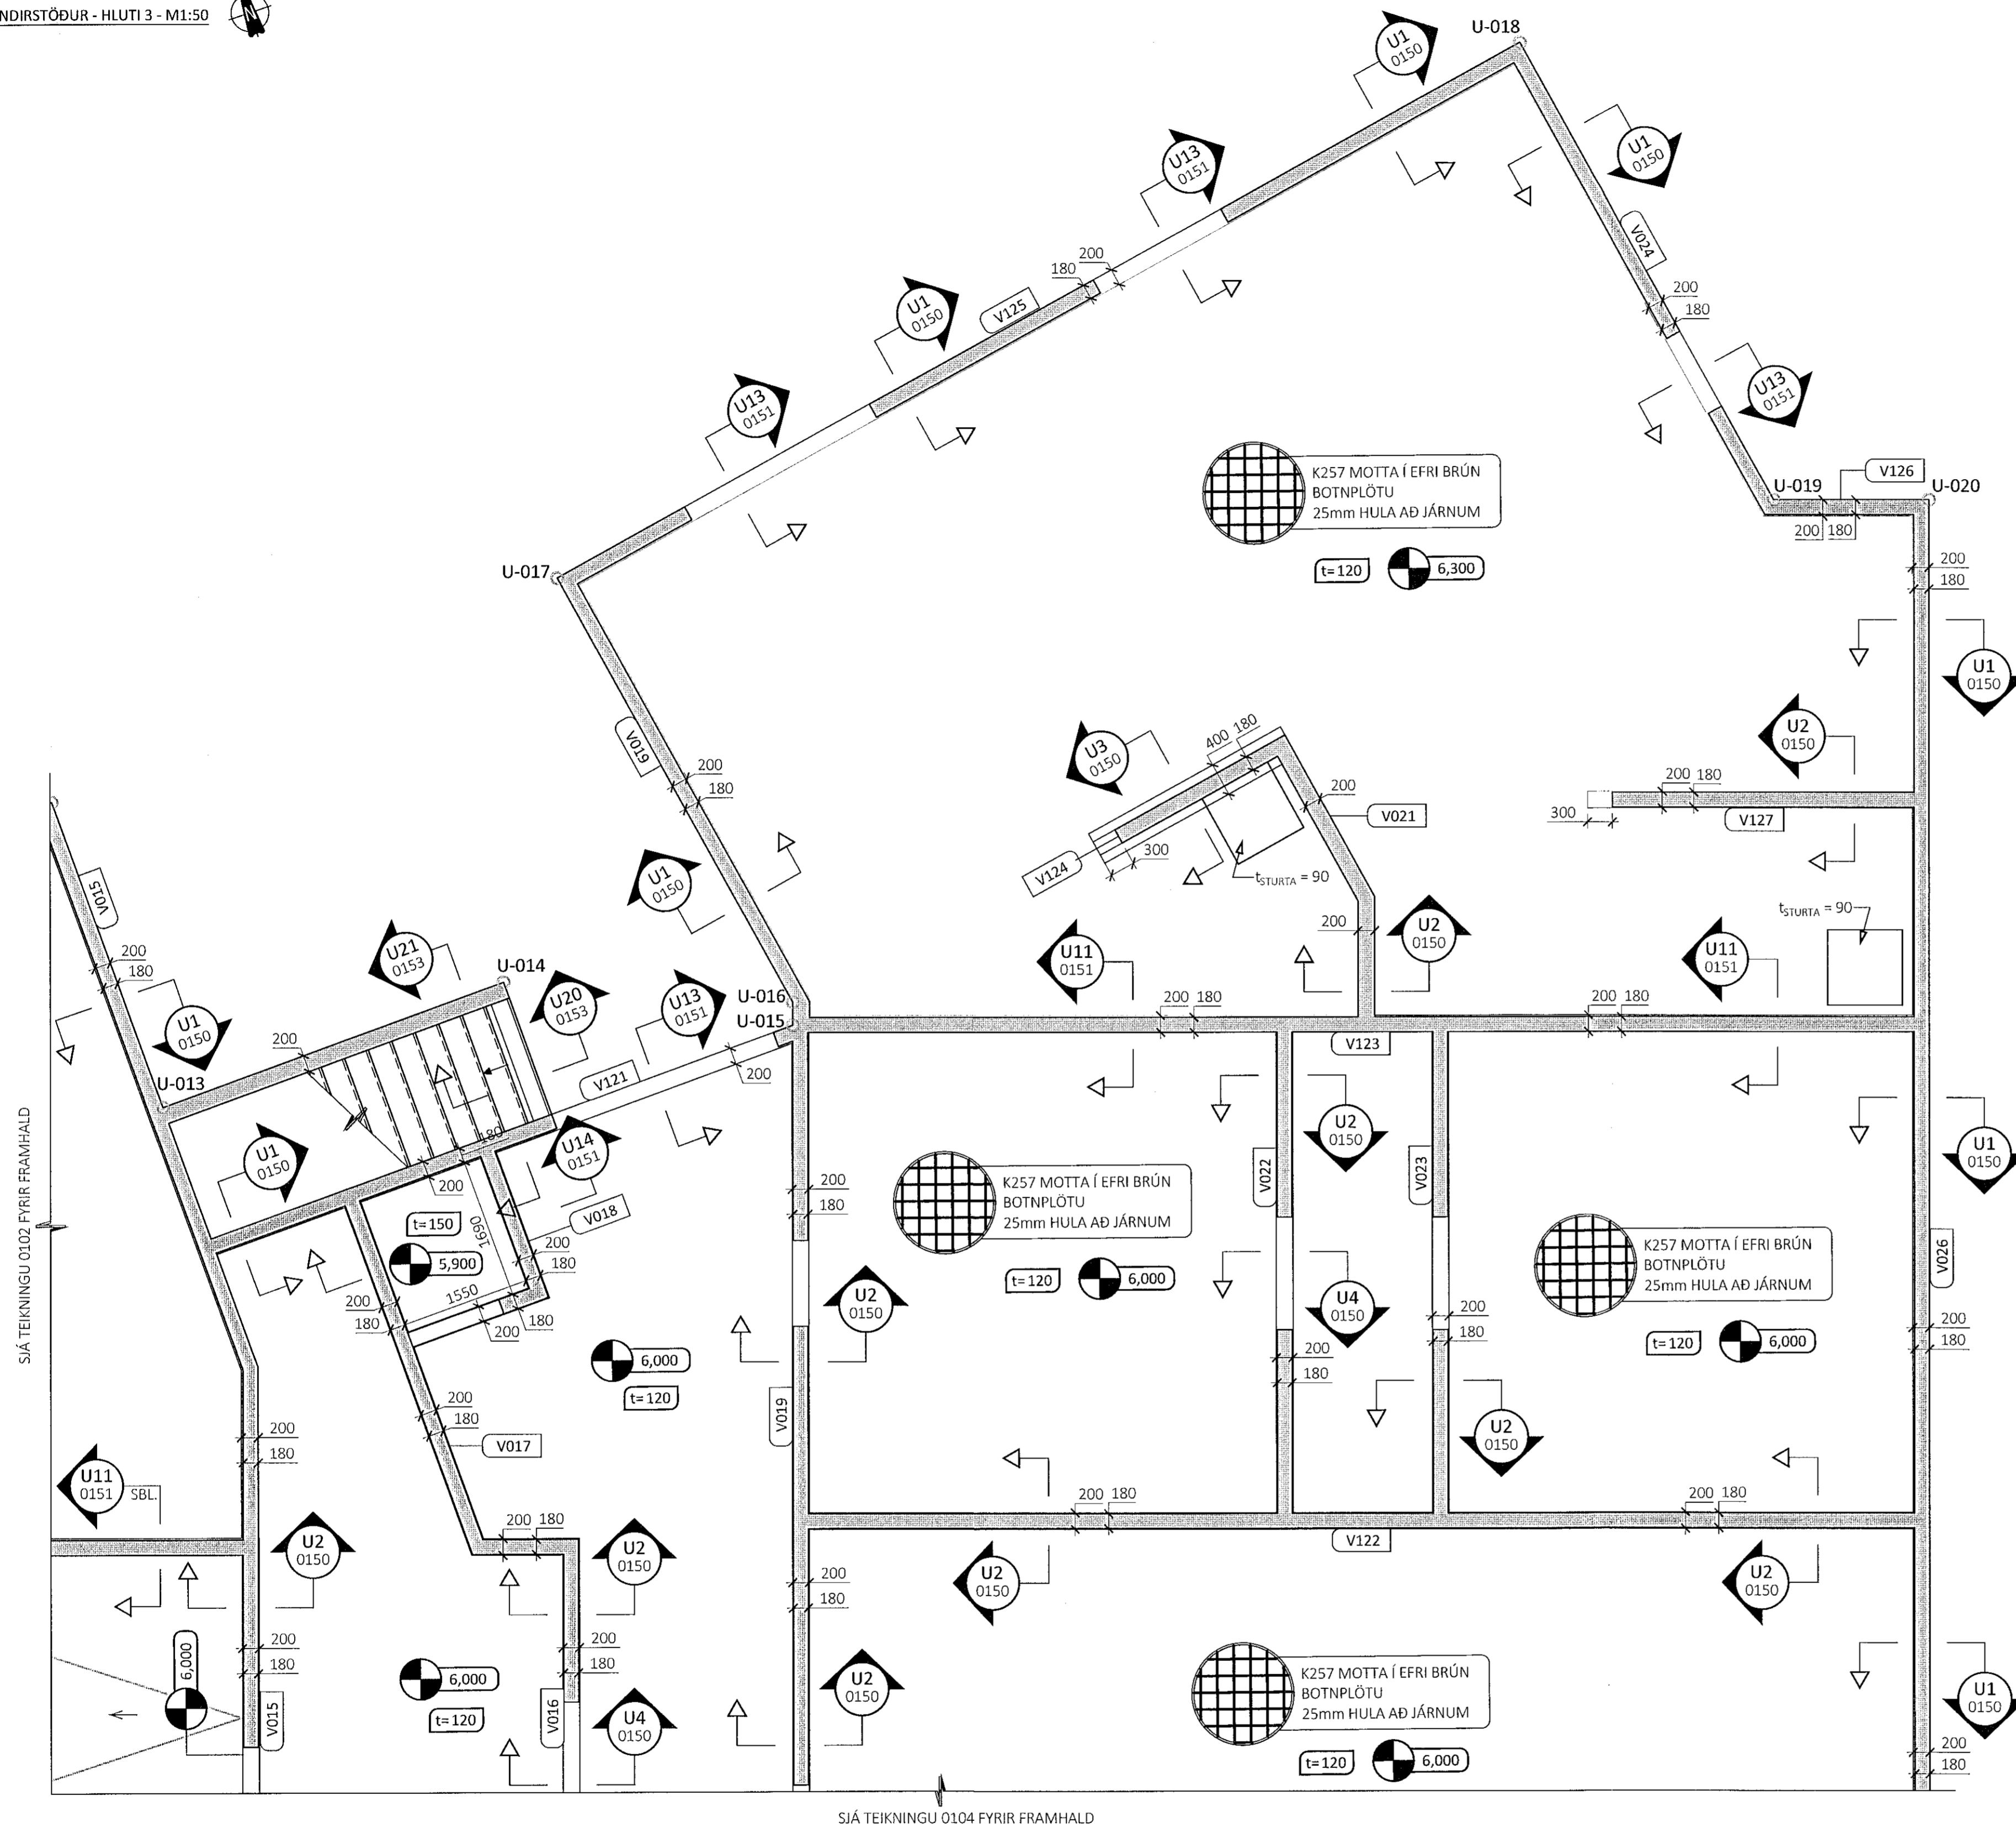 NDIRSTÖÐUR - HLUTI 3 - M1:50
N
U-018
U1
0150
U1
0150
U13
0151
V024
200
180
200
180
V125
U1
0150
U13
0151
U13
0151
K257 MOTTA Í EFRI BRÚN
BOTNPLÖTU
25mm HULA AÐ JÁRNUM
t=120
6,300
U-019
V126
U-020
200
180
U-017
200
180
U1
0150
V019
200
180
U3
0150
400
180
200
V021
V124
300
tSTURTA = 90
U2
0150
200
180
300
V127
tSTURTA = 90
U1
0150
V015
200
180
U21
0153
U-014
U20
0153
U13
0151
U-016
U-015
U11
0151
200
U2
0150
U11
0151
200
180
200
180
U1
0150
U-013
200
V121
200
V123
U1
0150
180
200
U14
0151
V018
1690
t=150
5,900
200
180
1550
180
200
200
180
200
180
V022
U2
0150
V023
U1
0150
K257 MOTTA Í EFRI BRÚN
BOTNPLÖTU
25mm HULA AÐ JÁRNUM
t=120
6,000
K257 MOTTA Í EFRI BRÚN
BOTNPLÖTU
25mm HULA AÐ JÁRNUM
t=120
6,000
V026
U2
0150
U4
0150
200
180
200
180
200
180
6,000
t=120
V019
200
180
V017
200
180
U2
0150
U11
0151
SBL.
U2
0150
200
180
U2
0150
200
180
200
180
V122
U2
0150
U2
0150
200
180
SJÁ TEIKNINGU 0102 FYRIR FRAMHALD
6,000
200
180
V015
6,000
t=120
V016
200
180
U4
0150
U2
0150
K257 MOTTA Í EFRI BRÚN
BOTNPLÖTU
25mm HULA AÐ JÁRNUM
t=120
6,000
U1
0150
200
180
SJÁ TEIKNINGU 0104 FYRIR FRAMHALD